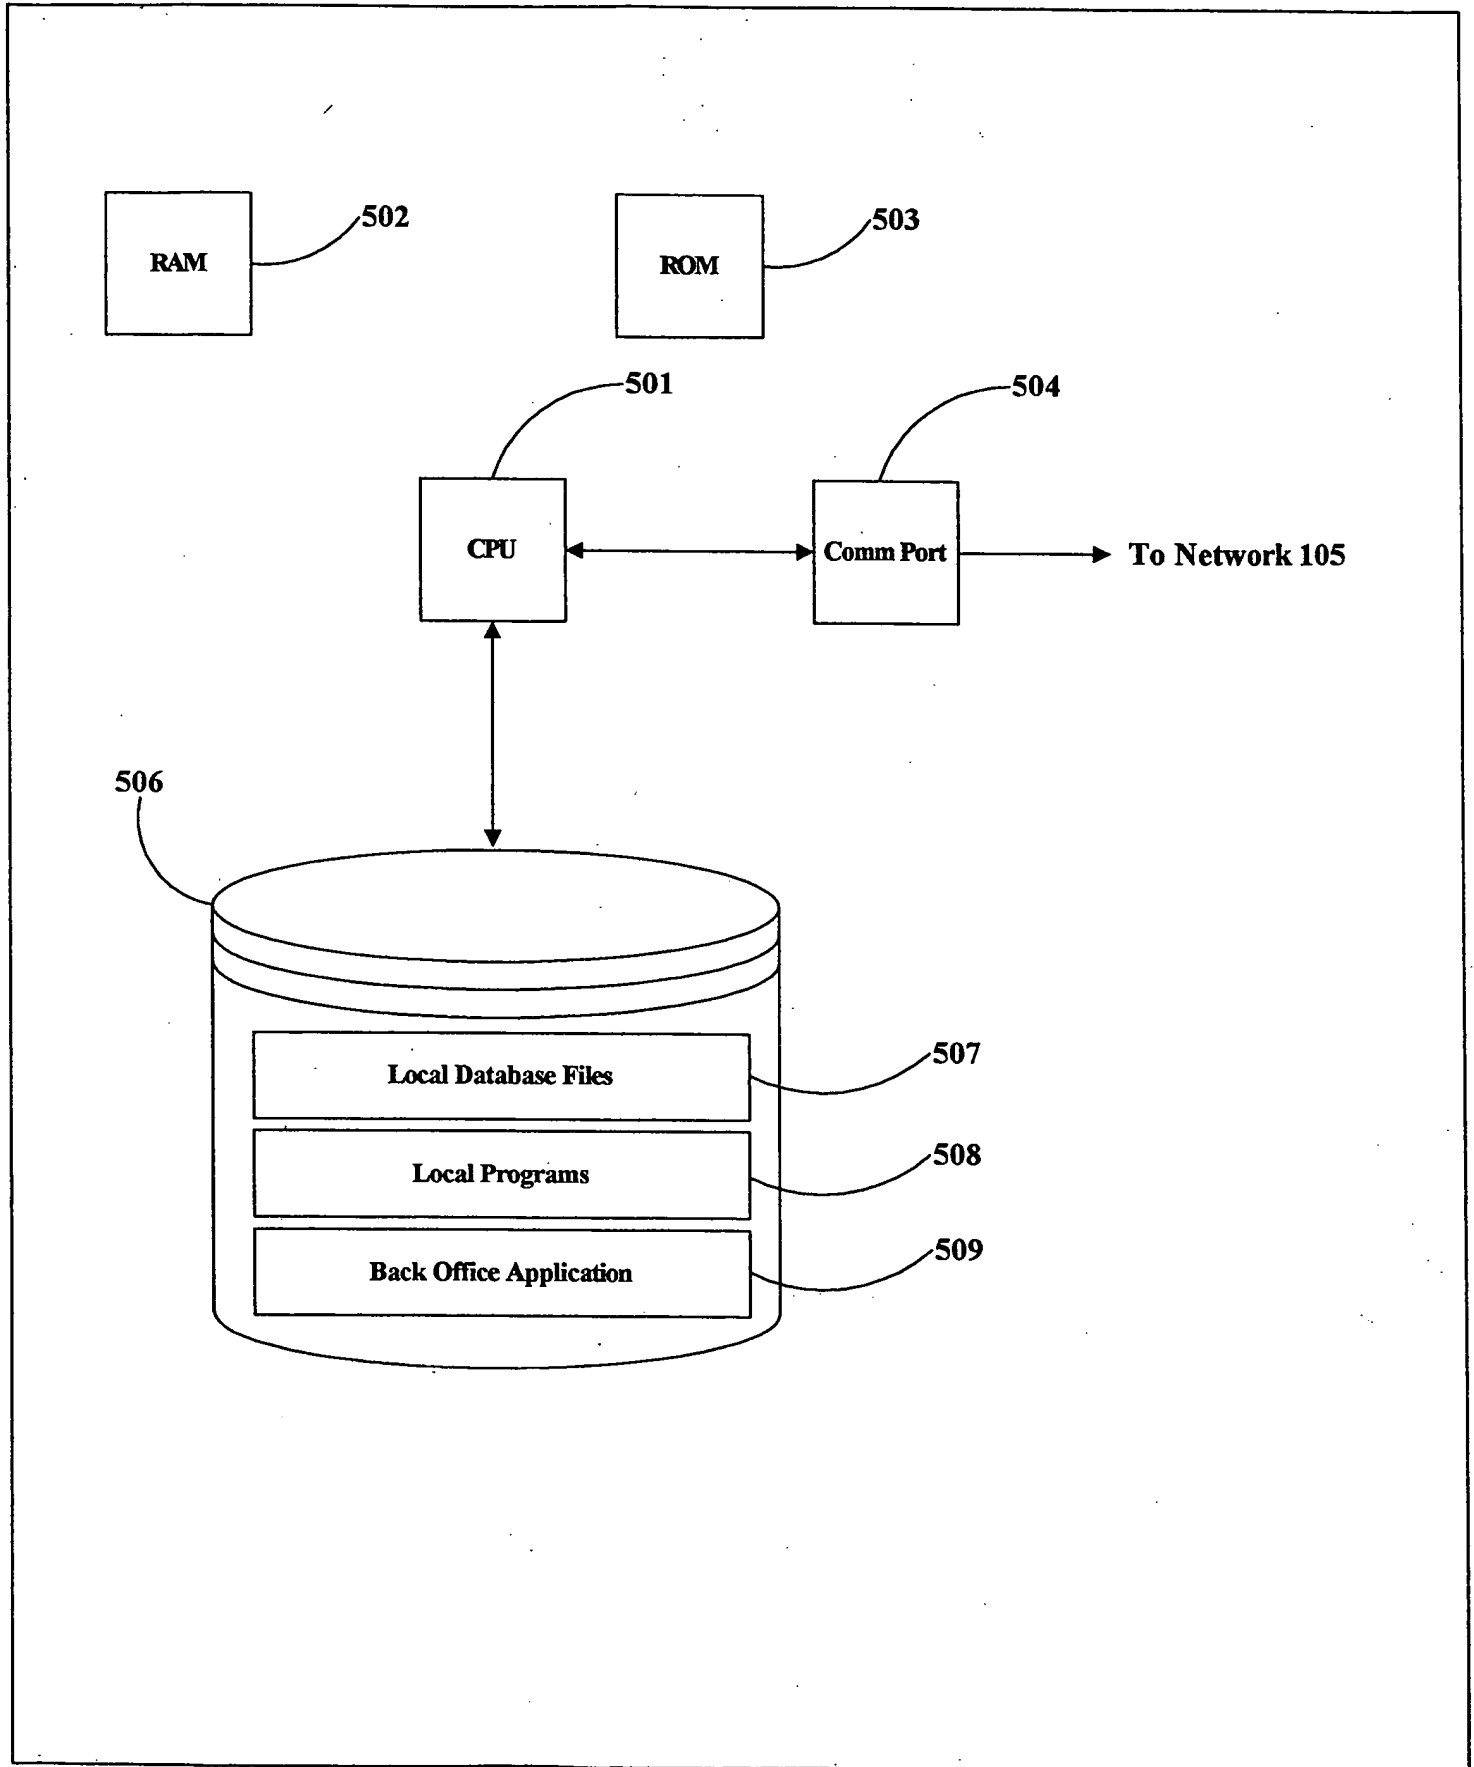 502
503
RAM
ROM
501
504
CPU
Comm Port
To Network 105
506
Local Database Files
507
Local Programs
508
Back Office Application
509